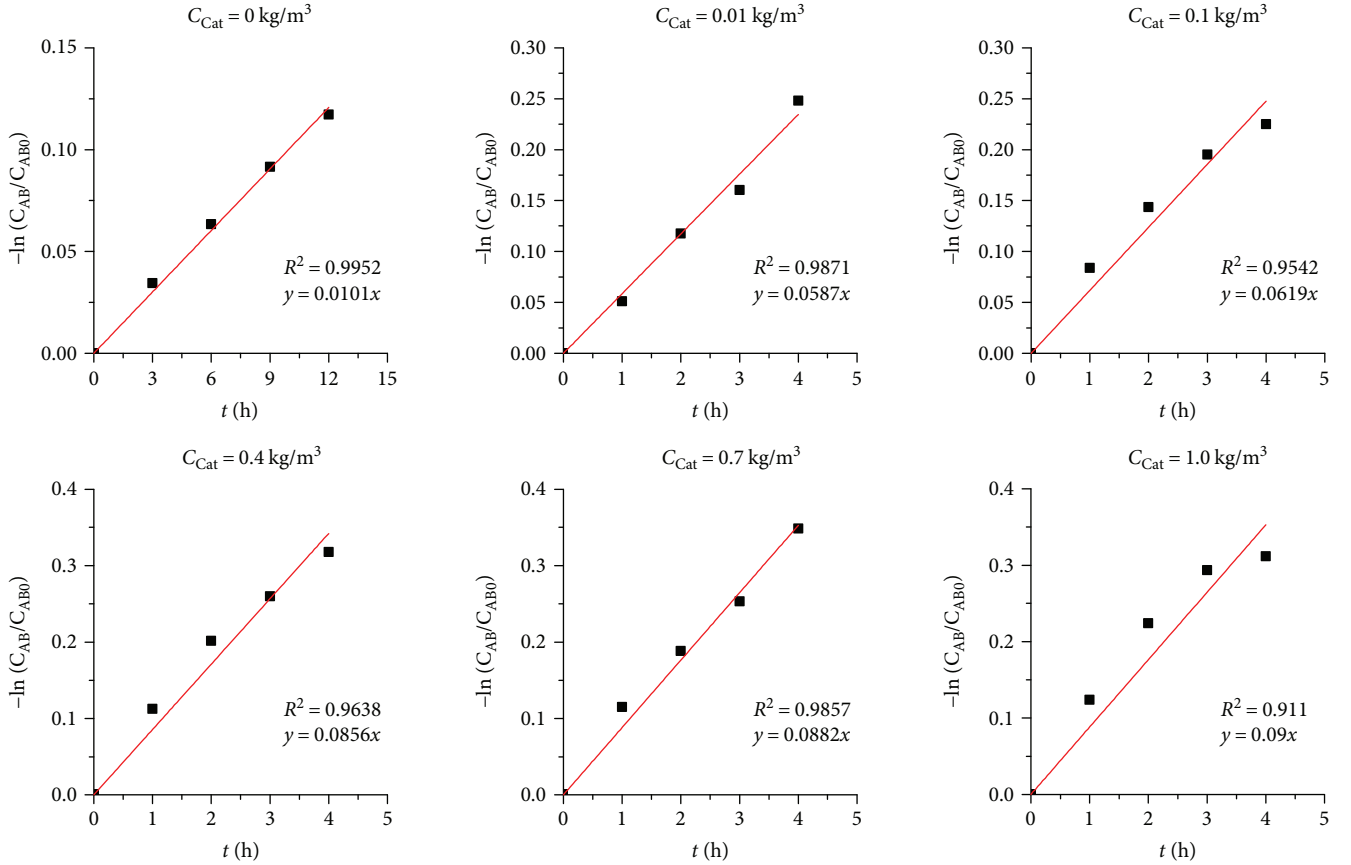 C_Cat = 0 kg/m³
−ln (C_AB/C_AB0)
0.15
0.10
0.05
0.00
R² = 0.9952
y = 0.0101x
0 3 6 9 12 15
t (h)
C_Cat = 0.01 kg/m³
−ln (C_AB/C_AB0)
0.30
0.25
0.20
0.15
0.10
0.05
0.00
R² = 0.9871
y = 0.0587x
0 1 2 3 4 5
t (h)
C_Cat = 0.1 kg/m³
−ln (C_AB/C_AB0)
0.30
0.25
0.20
0.15
0.10
0.05
0.00
R² = 0.9542
y = 0.0619x
0 1 2 3 4 5
t (h)
C_Cat = 0.4 kg/m³
−ln (C_AB/C_AB0)
0.4
0.3
0.2
0.1
0.0
R² = 0.9638
y = 0.0856x
0 1 2 3 4 5
t (h)
C_Cat = 0.7 kg/m³
−ln (C_AB/C_AB0)
0.4
0.3
0.2
0.1
0.0
R² = 0.9857
y = 0.0882x
0 1 2 3 4 5
t (h)
C_Cat = 1.0 kg/m³
−ln (C_AB/C_AB0)
0.4
0.3
0.2
0.1
0.0
R² = 0.911
y = 0.09x
0 1 2 3 4 5
t (h)